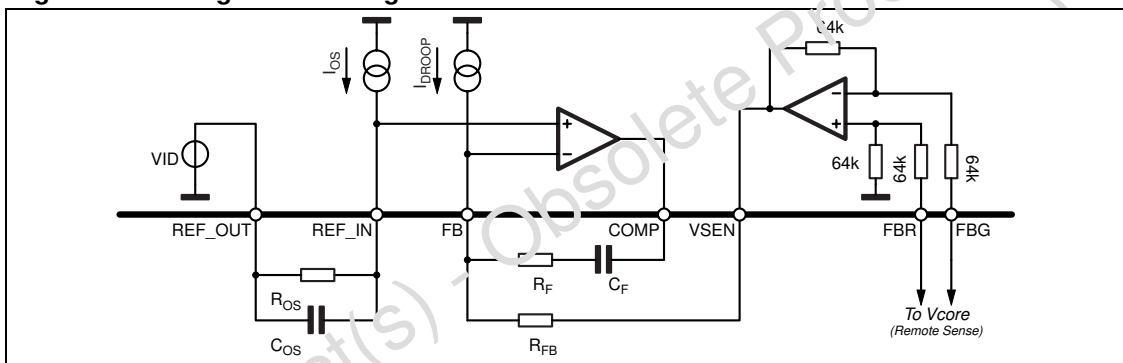 64k
I_OS
I_DROOP
VID
64k
64k
64k
REF_OUT
REF_IN
FB
COMP
VSEN
FBR
FBG
R_OS
C_OS
R_F
C_F
R_FB
To Vcore
(Remote Sense)
- Obsolete